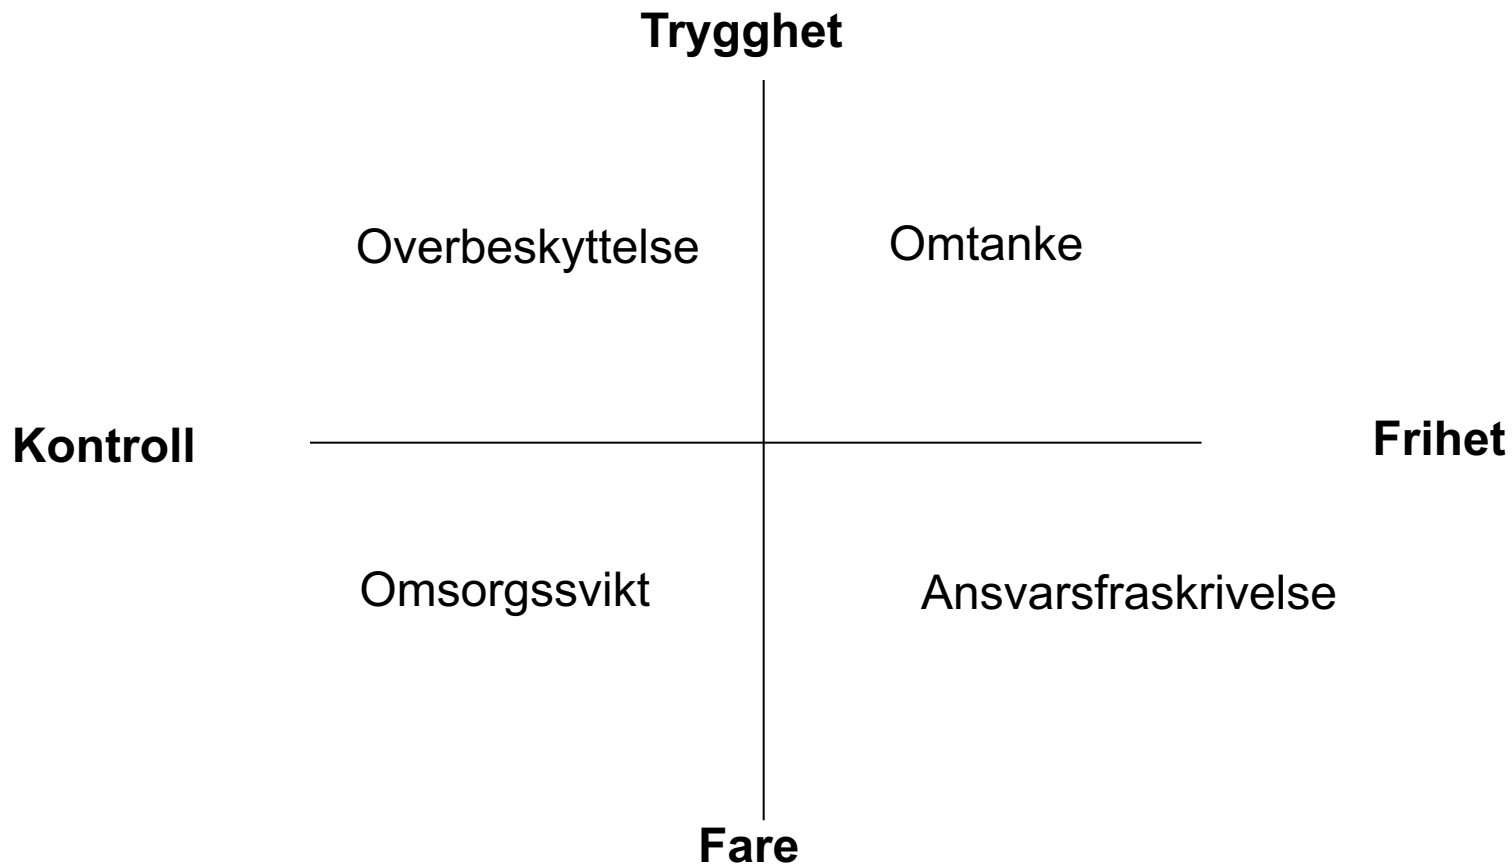 Trygghet
Overbeskyttelse
Omtanke
Kontroll
Frihet
Omsorgssvikt
Ansvarsfraskrivelse
Fare